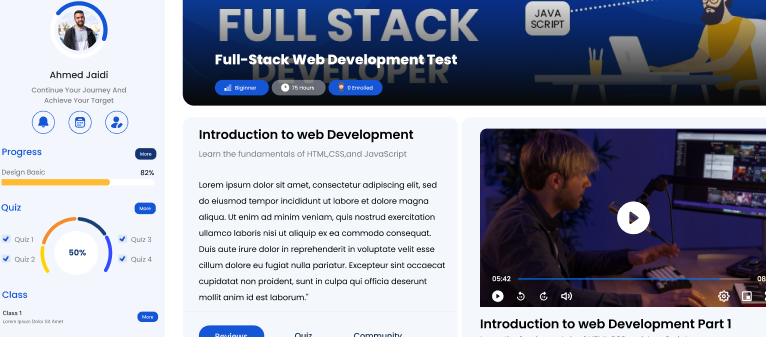 Ahmed Jaidi
Continue Your Journey And
Achieve Your Target
Progress
More
Design Basic
82%
Quiz
More
Quiz 1
Quiz 2
50%
Quiz 3
Quiz 4
Class
Class 1
Lorem Ipsum Dolor Sit Amet
More
FULL STACK
DEVELOPER
JAVA
SCRIPT
Full-Stack Web Development Test
Biginner
75 Hours
0 Enrolled
Introduction to web Development
Learn the fundamentals of HTML,CSS,and JavaScript
Lorem ipsum dolor sit amet, consectetur adipiscing elit, sed
do eiusmod tempor incididunt ut labore et dolore magna
aliqua. Ut enim ad minim veniam, quis nostrud exercitation
ullamco laboris nisi ut aliquip ex ea commodo consequat.
Duis aute irure dolor in reprehenderit in voluptate velit esse
cillum dolore eu fugiat nulla pariatur. Excepteur sint occaecat
cupidatat non proident, sunt in culpa qui officia deserunt
mollit anim id est laborum."
Reviews
Quiz
Community
05:42
Introduction to web Development Part 1